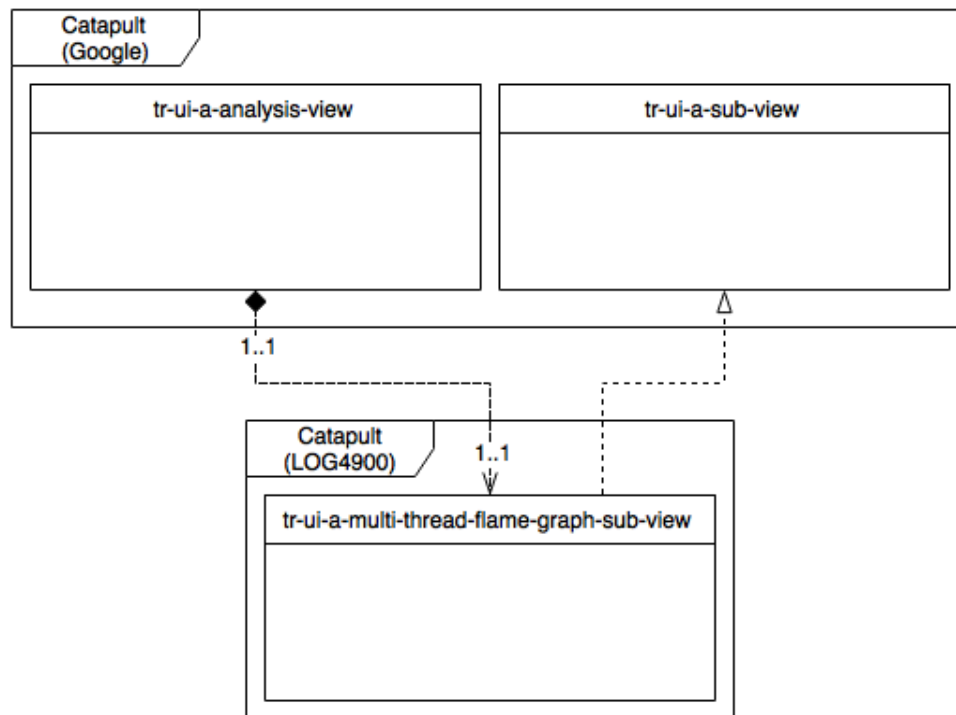 Catapult
(Google)
tr-ui-a-analysis-view
tr-ui-a-sub-view
1..1
Catapult
(LOG4900)
1..1
tr-ui-a-multi-thread-flame-graph-sub-view